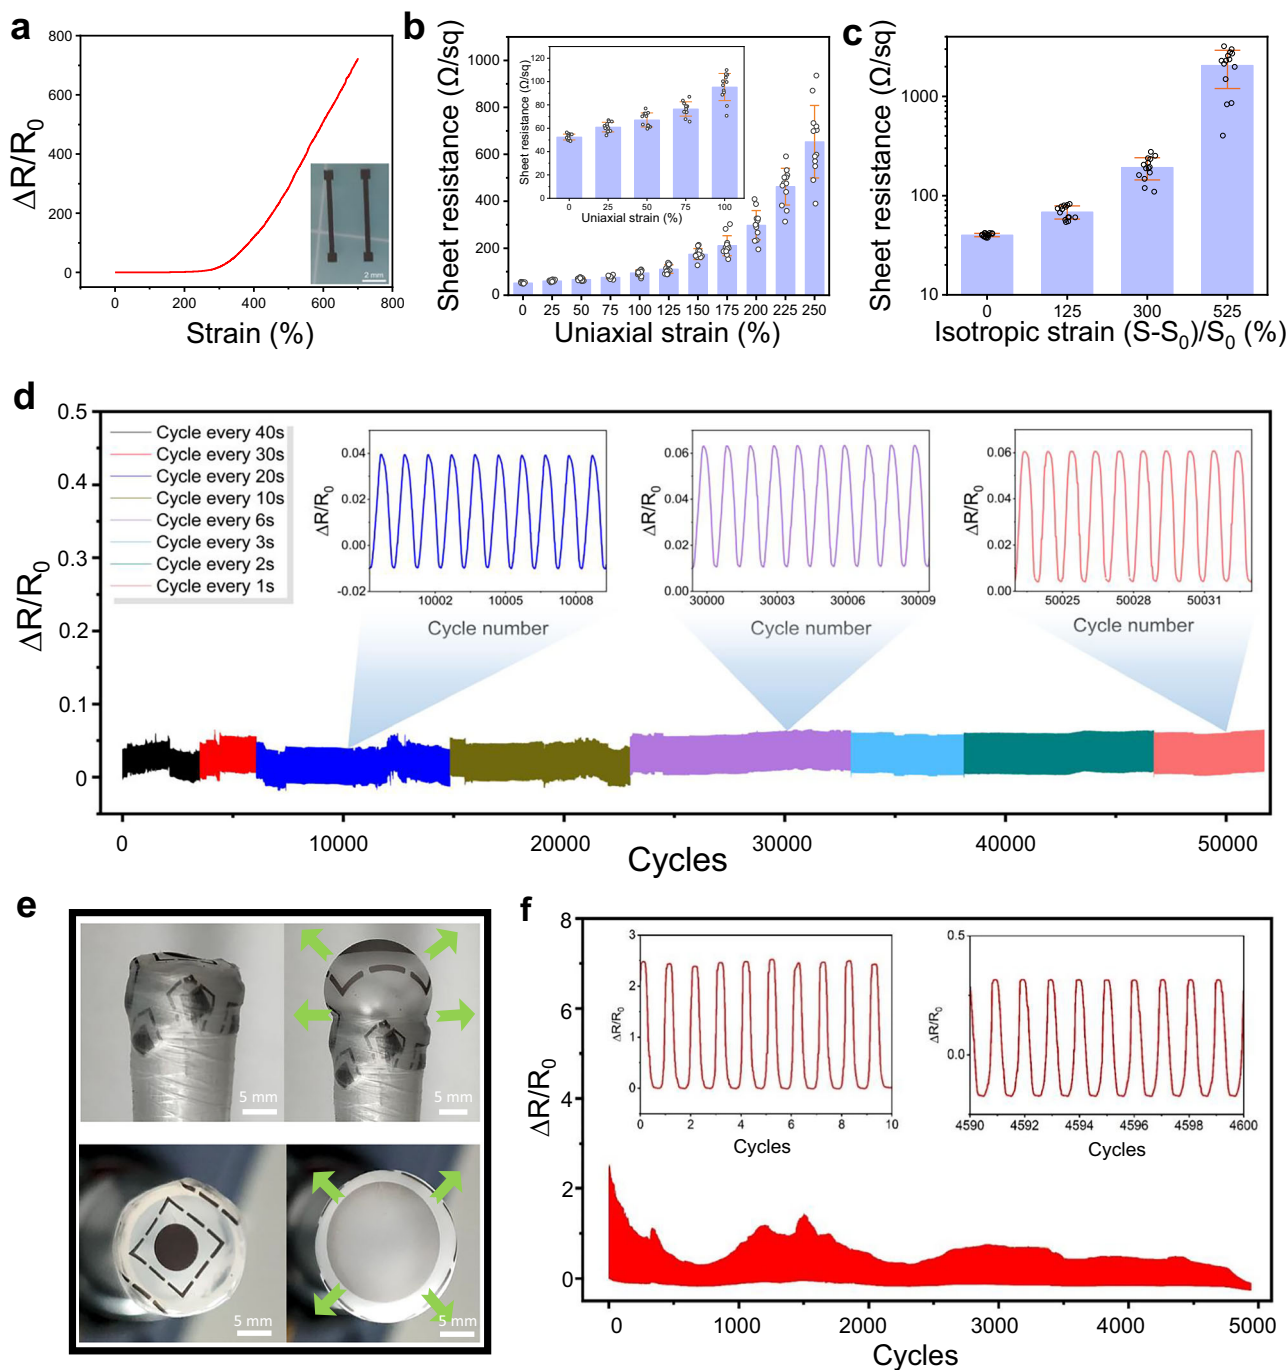 a
800
600
400
200
0
ΔR/R0
0 200 400 600 800
Strain (%)
2 mm
b
1000
800
600
400
200
0
Sheet resistance (Ω/sq)
0 25 50 75 100 125 150 175 200 225 250
Uniaxial strain (%)
120
100
80
60
40
20
0
Sheet resistance (Ω/sq)
0 25 50 75 100
Uniaxial strain (%)
c
1000
100
10
Sheet resistance (Ω/sq)
0 125 300 525
Isotropic strain (S-S0)/S0 (%)
d
0.5
0.4
0.3
0.2
0.1
0
ΔR/R0
Cycle every 40s
Cycle every 30s
Cycle every 20s
Cycle every 10s
Cycle every 6s
Cycle every 3s
Cycle every 2s
Cycle every 1s
0.04
0.02
0.00
-0.02
ΔR/R0
10002 10005 10008
Cycle number
0.06
0.04
0.02
0.00
ΔR/R0
30000 30003 30006 30009
Cycle number
0.06
0.04
0.02
0.00
ΔR/R0
50025 50028 50031
Cycle number
0 10000 20000 30000 40000 50000
Cycles
e
5 mm
5 mm
5 mm
5 mm
f
8
6
4
2
0
ΔR/R0
3
2
1
0
ΔR/R0
0 2 4 6 8 10
Cycles
0.5
0.0
ΔR/R0
4590 4592 4594 4596 4598 4600
Cycles
0 1000 2000 3000 4000 5000
Cycles